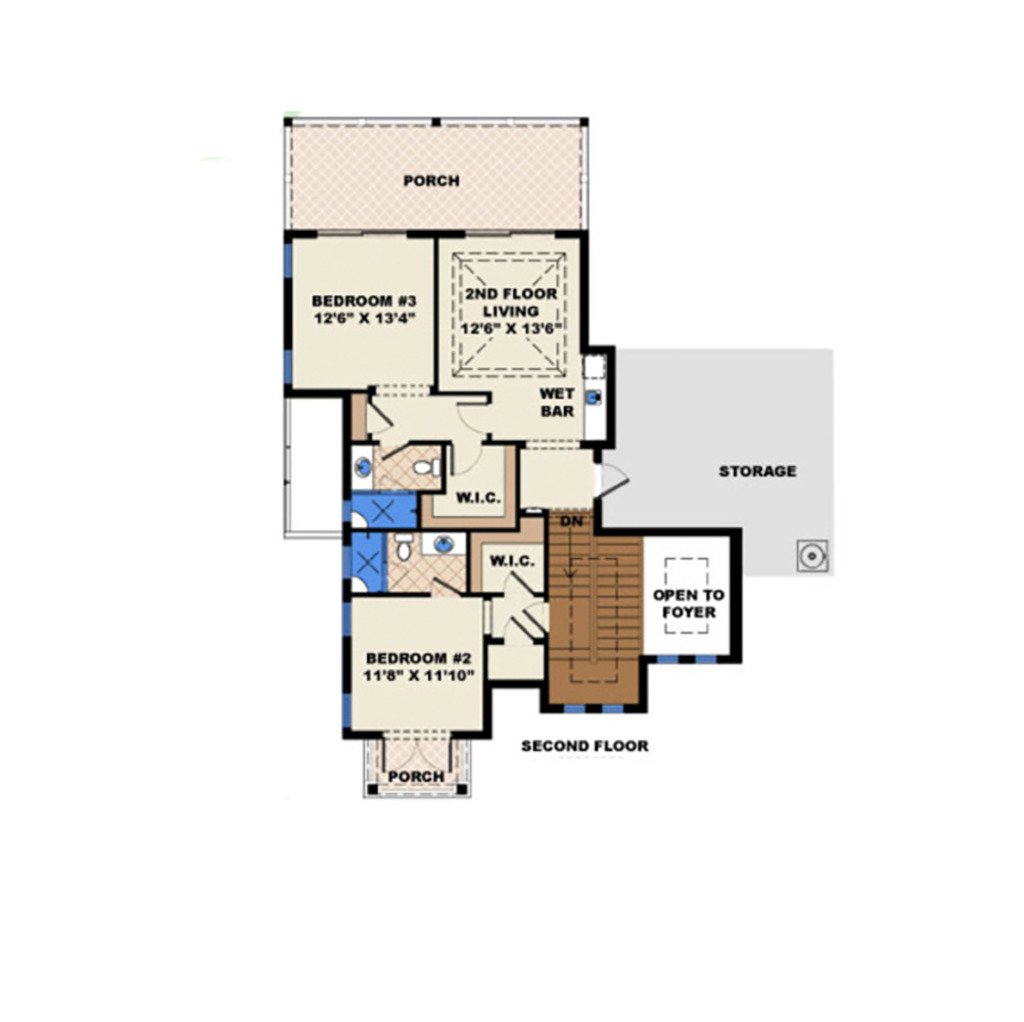 PORCH
BEDROOM #3
12'6" X 13'4"
2ND FLOOR
LIVING
12'6" X 13'6"
WET
BAR
STORAGE
W.I.C.
DN
W.I.C.
OPEN TO
FOYER
BEDROOM #2
11'8" X 11'10"
SECOND FLOOR
PORCH